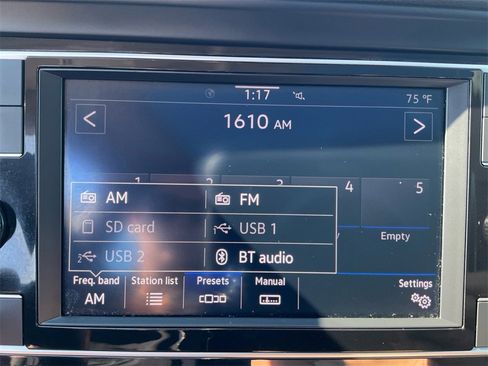 1:17 75 °F
1610 AM
1 4 5
AM FM
SD card USB 1
2 USB 2 BT audio
Empty
Freq. band Station list Presets Manual Settings
AM